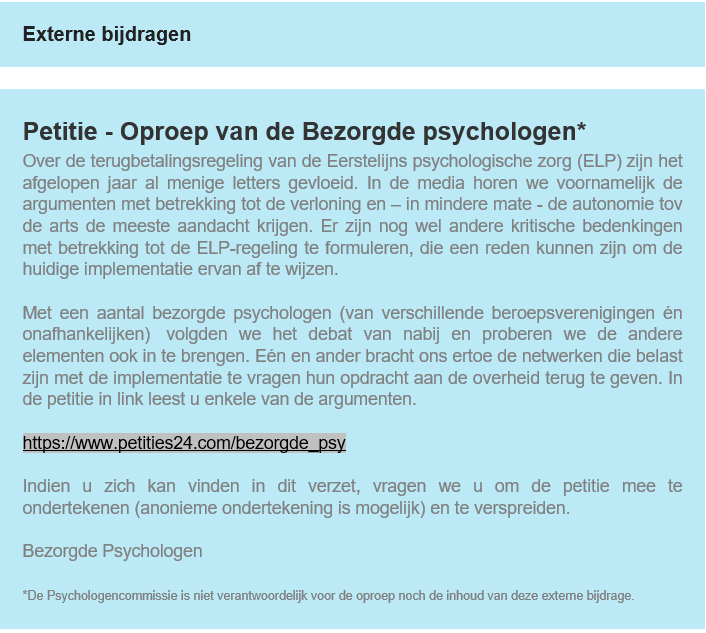 Externe bijdragen
Petitie - Oproep van de Bezorgde psychologen*
Over de terugbetalingsregeling van de Eerstelijns psychologische zorg (ELP) zijn het
afgelopen jaar al menige letters gevloeid. In de media horen we voornamelijk de
argumenten met betrekking tot de verloning en – in mindere mate - de autonomie tov
de arts de meeste aandacht krijgen. Er zijn nog wel andere kritische bedenkingen
met betrekking tot de ELP-regeling te formuleren, die een reden kunnen zijn om de
huidige implementatie ervan af te wijzen.
Met een aantal bezorgde psychologen (van verschillende beroepsverenigingen én
onafhankelijken) volgden we het debat van nabij en proberen we de andere
elementen ook in te brengen. Eén en ander bracht ons ertoe de netwerken die belast
zijn met de implementatie te vragen hun opdracht aan de overheid terug te geven. In
de petitie in link leest u enkele van de argumenten.
https://www.petities24.com/bezorgde_psy
Indien u zich kan vinden in dit verzet, vragen we u om de petitie mee te
ondertekenen (anonieme ondertekening is mogelijk) en te verspreiden.
Bezorgde Psychologen
*De Psychologencommissie is niet verantwoordelijk voor de oproep noch de inhoud van deze externe bijdrage.